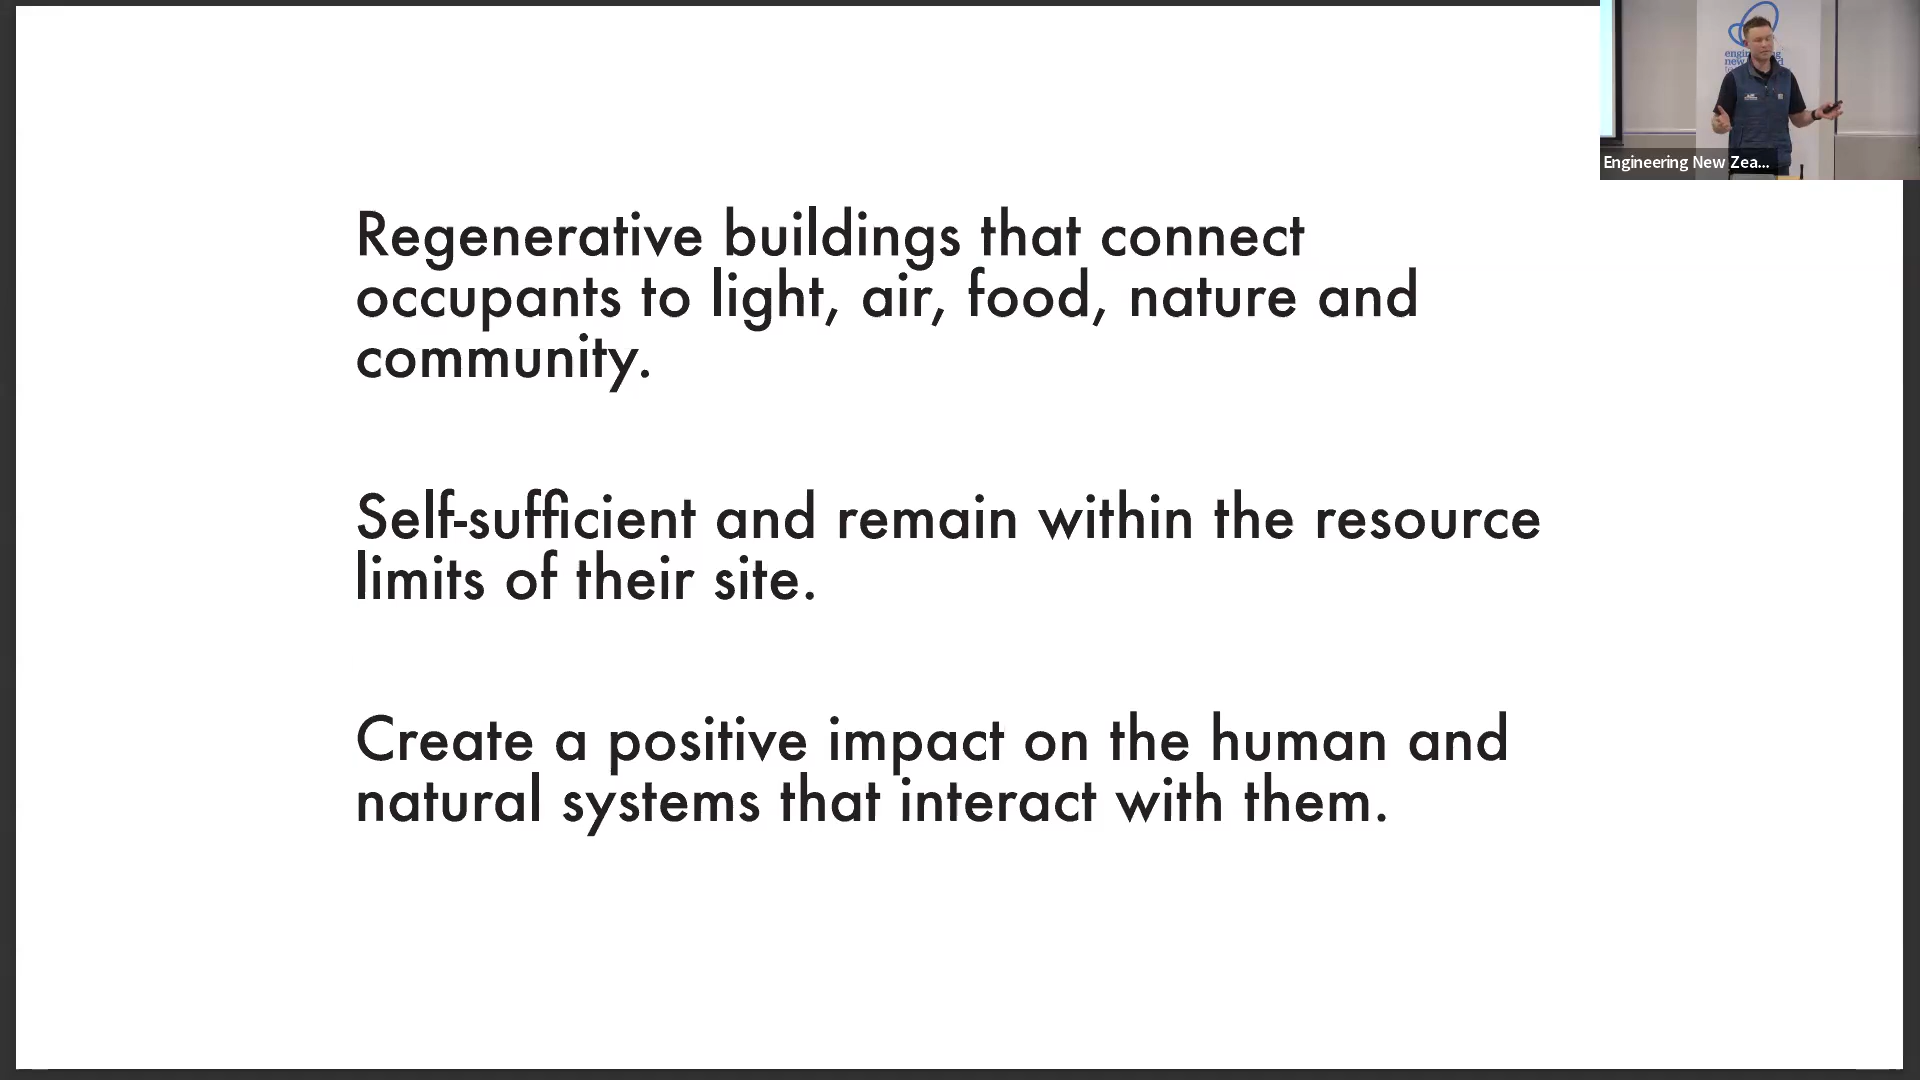 Regenerative buildings that connect
occupants to light, air, food, nature and
community.
Self-sufficient and remain within the resource
limits of their site.
Create a positive impact on the human and
natural systems that interact with them.
Engineering New Zea...